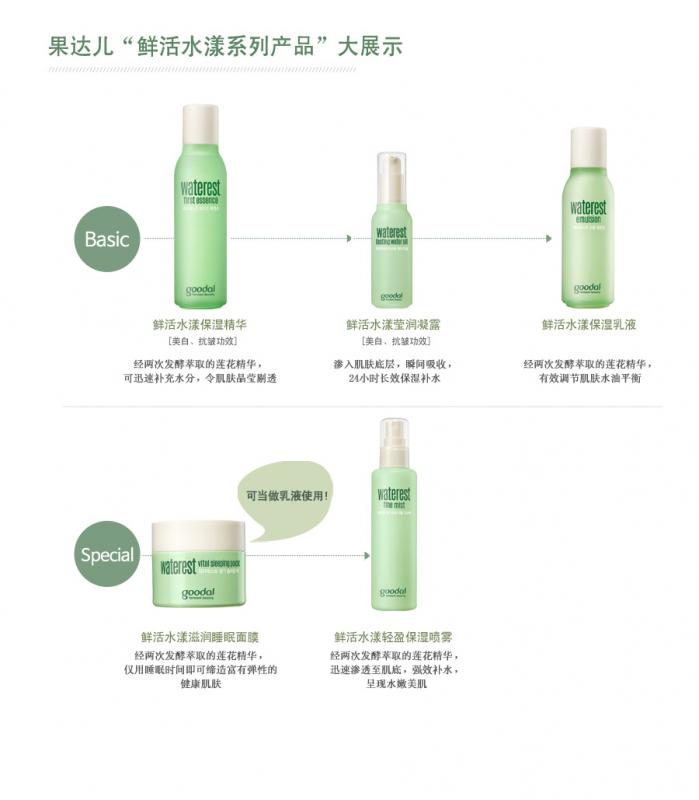 果达儿“鲜活水漾系列产品”大展示
Basic
waterest
first essence
goodal
waterest
lasting water oil
goodal
waterest
emulsion
goodal
鲜活水漾保湿精华
[美白、抗皱功效]
经两次发酵萃取的莲花精华，
可迅速补充水分，令肌肤晶莹剔透
鲜活水漾莹润凝露
[美白、抗皱功效]
渗入肌肤底层，瞬间吸收，
24小时长效保湿补水
鲜活水漾保湿乳液
经两次发酵萃取的莲花精华，
有效调节肌肤水油平衡
Special
可当做乳液使用！
waterest vital sleeping pack
goodal
waterest
fine mist
goodal
鲜活水漾滋润睡眠面膜
经两次发酵萃取的莲花精华，
仅用睡眠时间即可缔造富有弹性的
健康肌肤
鲜活水漾轻盈保湿喷雾
经两次发酵萃取的莲花精华，
迅速渗透至肌底，强效补水，
呈现水嫩美肌